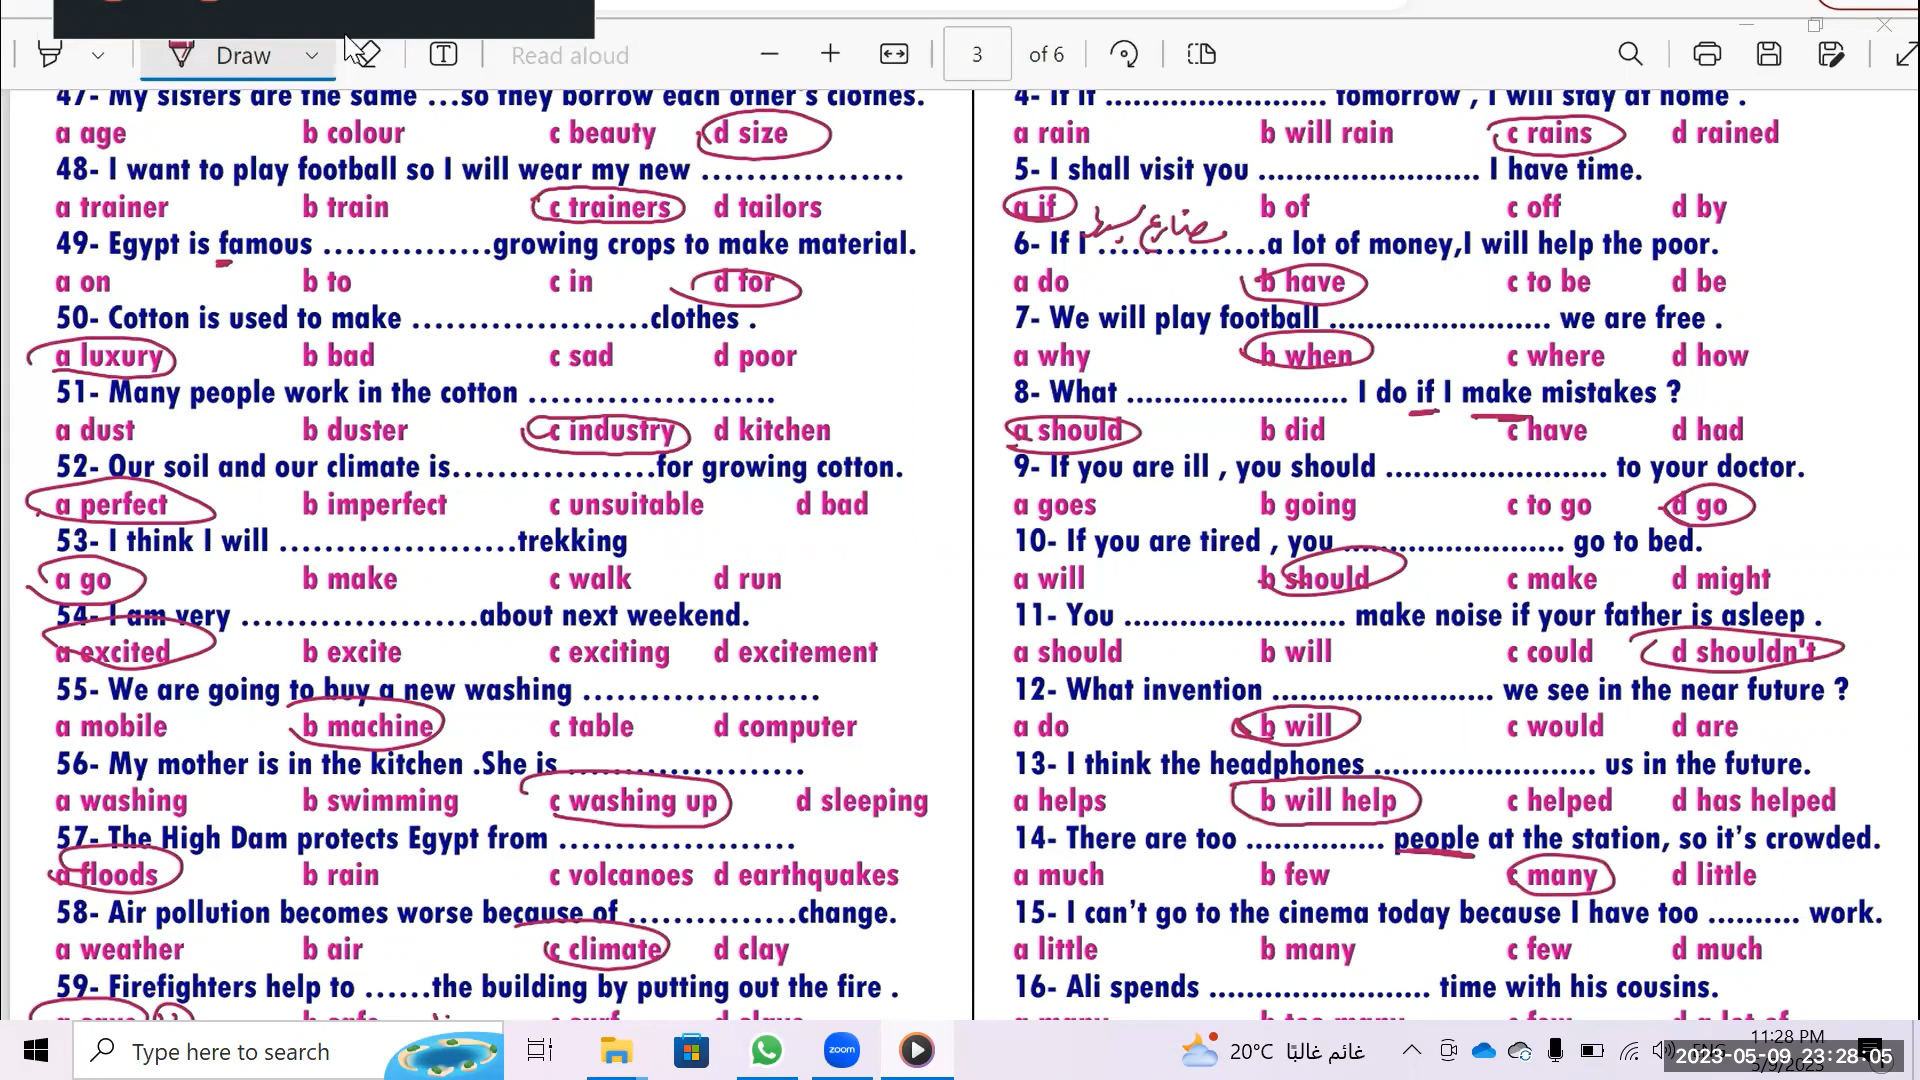 Draw
Read aloud
3
of 6
47- My sisters are the same ...so they borrow each other's clothes.
a age b colour c beauty d size
48- I want to play football so I will wear my new ..................
a trainer b train c trainers d tailors
49- Egypt is famous ...............growing crops to make material.
a on b to c in d for
50- Cotton is used to make .....................clothes .
a luxury b bad c sad d poor
51- Many people work in the cotton ......................
a dust b duster c industry d kitchen
52- Our soil and our climate is..................for growing cotton.
a perfect b imperfect c unsuitable d bad
53- I think I will .....................trekking
a go b make c walk d run
54- I am very .....................about next weekend.
a excited b excite c exciting d excitement
55- We are going to buy a new washing .....................
a mobile b machine c table d computer
56- My mother is in the kitchen .She is .....................
a washing b swimming c washing up d sleeping
57- The High Dam protects Egypt from .....................
a floods b rain c volcanoes d earthquakes
58- Air pollution becomes worse because of ...............change.
a weather b air c climate d clay
59- Firefighters help to ......the building by putting out the fire .
4- If it ....................... tomorrow , I will stay at home .
a rain b will rain c rains d rained
5- I shall visit you ....................... I have time.
a if b of c off d by
مضارع بسيط
6- If I ...............a lot of money,I will help the poor.
a do b have c to be d be
7- We will play football ....................... we are free .
a why b when c where d how
8- What ....................... I do if I make mistakes ?
a should b did c have d had
9- If you are ill , you should ....................... to your doctor.
a goes b going c to go d go
10- If you are tired , you ....................... go to bed.
a will b should c make d might
11- You ....................... make noise if your father is asleep .
a should b will c could d shouldn't
12- What invention ....................... we see in the near future ?
a do b will c would d are
13- I think the headphones ....................... us in the future.
a helps b will help c helped d has helped
14- There are too .............. people at the station, so it's crowded.
a much b few c many d little
15- I can't go to the cinema today because I have too .......... work.
a little b many c few d much
16- Ali spends ....................... time with his cousins.
Type here to search
zoom
20°C غائم غالبًا
11:28 PM
2023-05-09 23:28:05